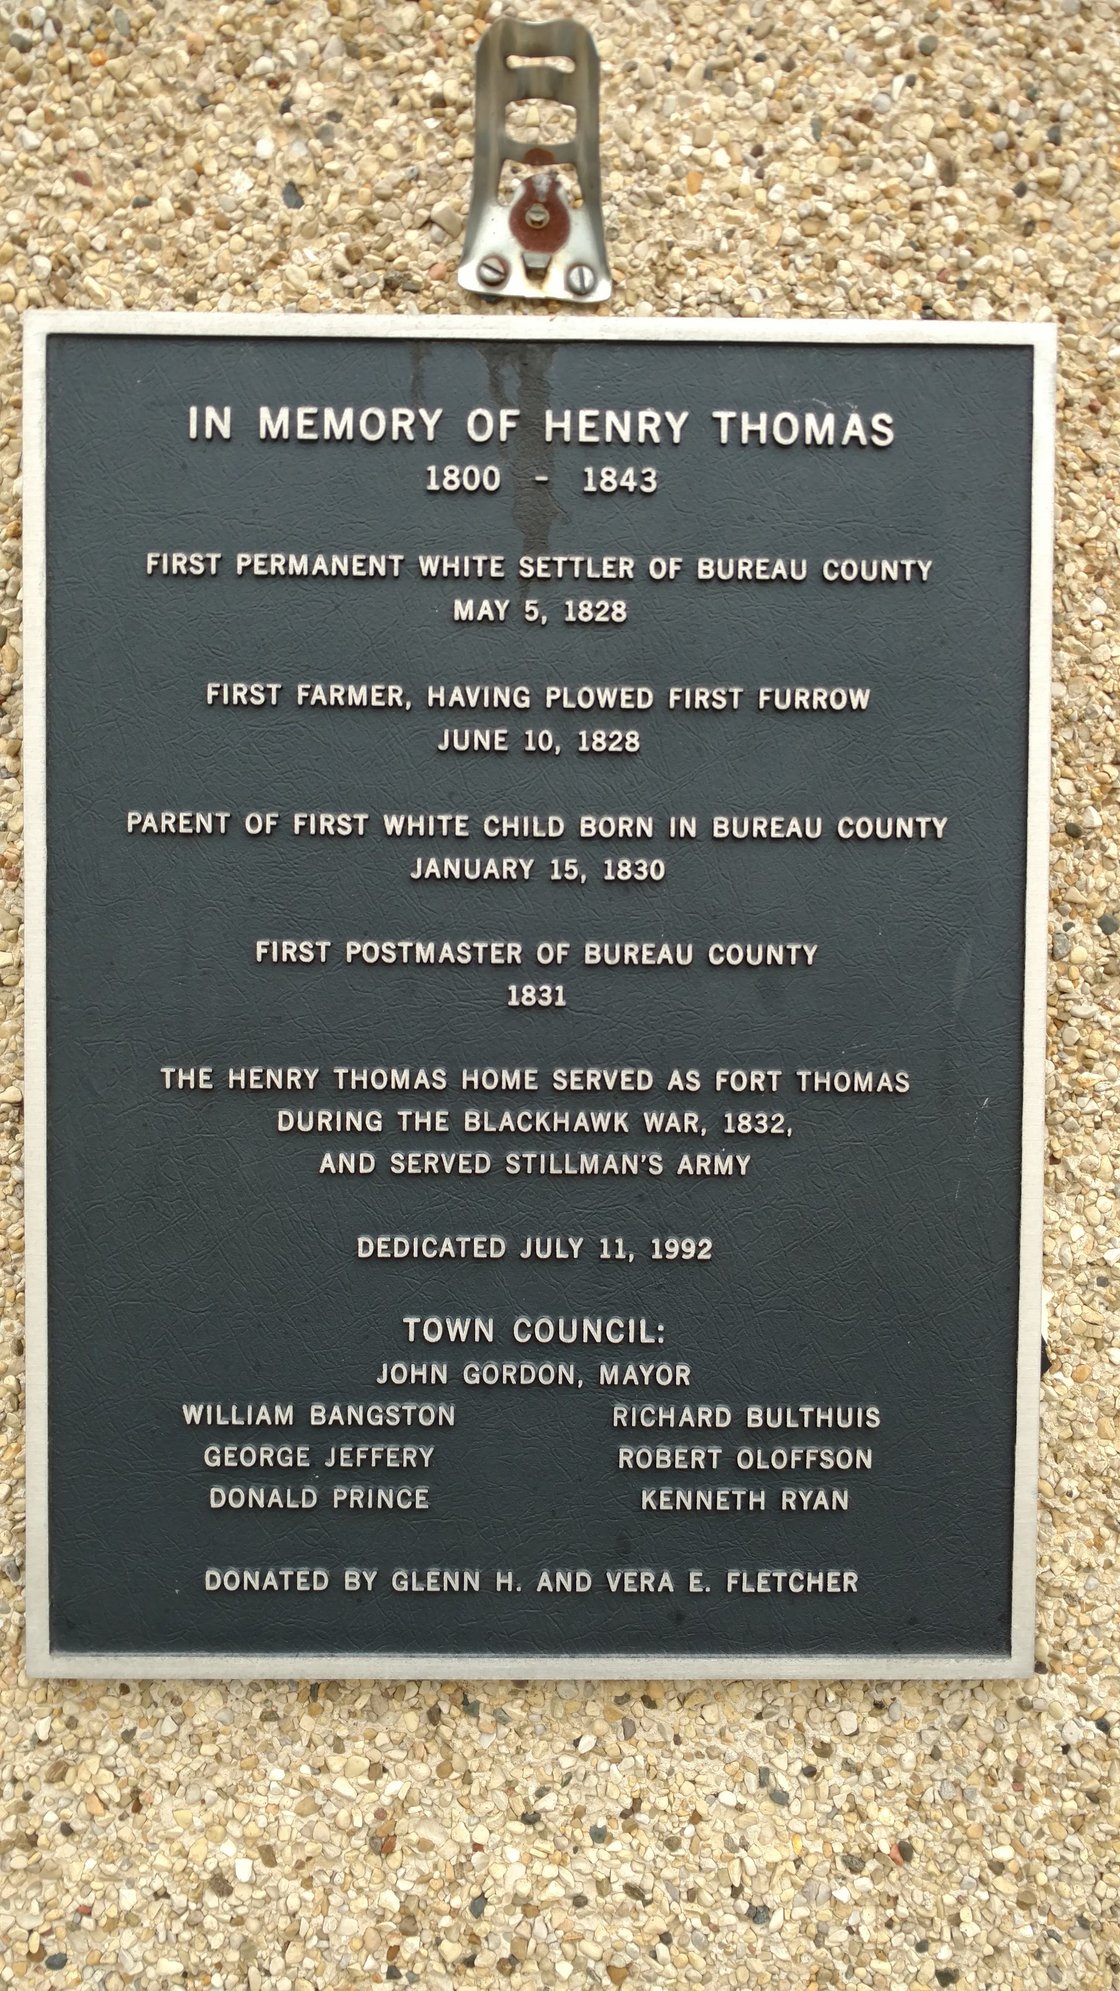 IN MEMORY OF HENRY THOMAS
1800 - 1843
FIRST PERMANENT WHITE SETTLER OF BUREAU COUNTY
MAY 5, 1828
FIRST FARMER, HAVING PLOWED FIRST FURROW
JUNE 10, 1828
PARENT OF FIRST WHITE CHILD BORN IN BUREAU COUNTY
JANUARY 15, 1830
FIRST POSTMASTER OF BUREAU COUNTY
1831
THE HENRY THOMAS HOME SERVED AS FORT THOMAS
DURING THE BLACKHAWK WAR, 1832,
AND SERVED STILLMAN'S ARMY
DEDICATED JULY 11, 1992
TOWN COUNCIL:
JOHN GORDON, MAYOR
WILLIAM BANGSTON RICHARD BULTHUIS
GEORGE JEFFERY ROBERT OLOFFSON
DONALD PRINCE KENNETH RYAN
DONATED BY GLENN H. AND VERA E. FLETCHER